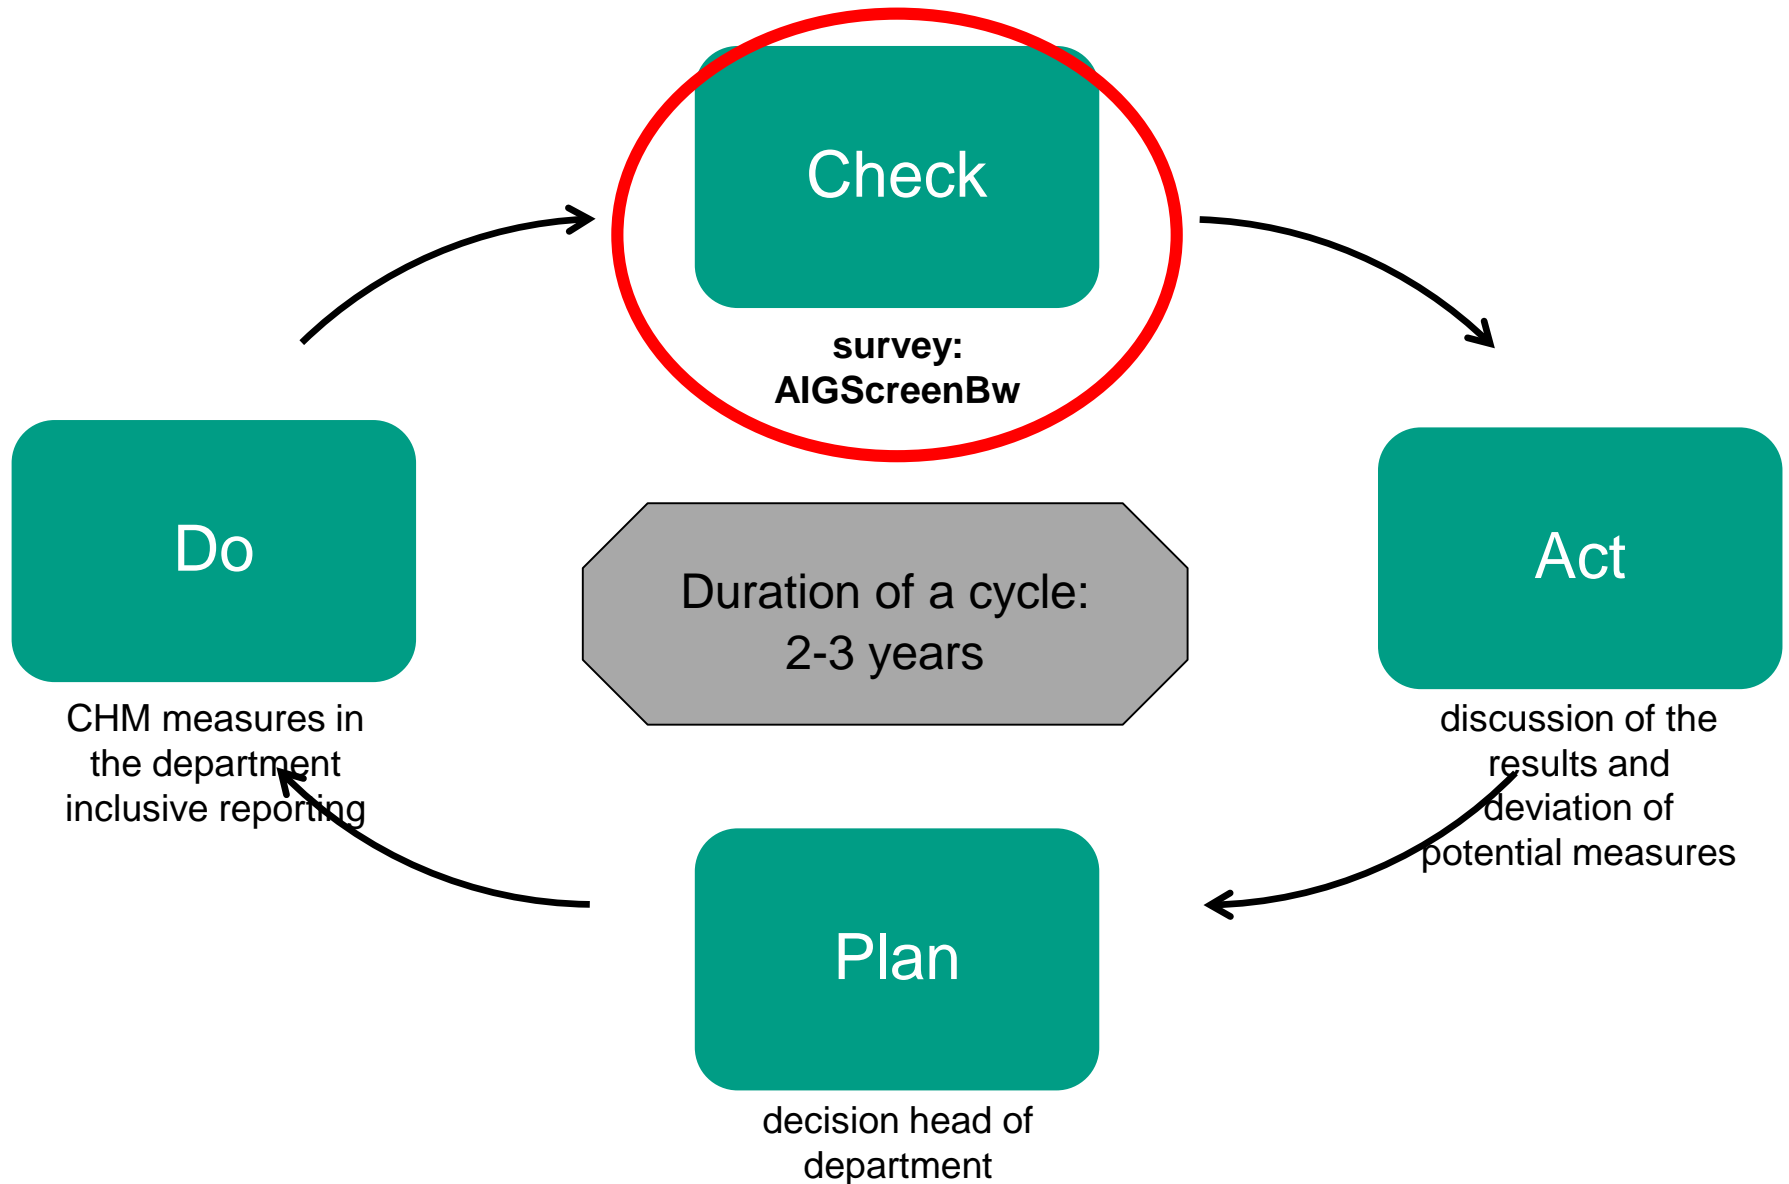 Check
survey:
AIGScreenBw
Do
CHM measures in
the department
inclusive reporting
Duration of a cycle:
2-3 years
Act
discussion of the
results and
deviation of
potential measures
Plan
decision head of
department